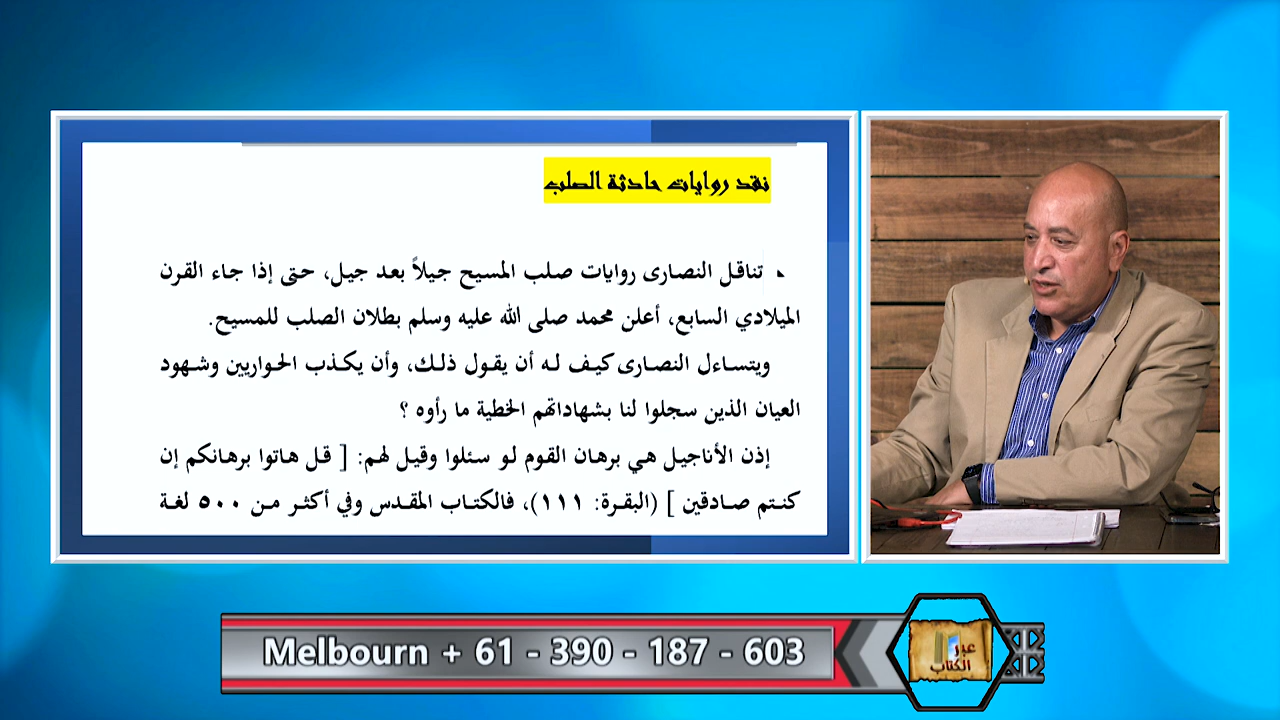 نقد روايات حادثة الصلب
تناقل النصارى روايات صلب المسيح جيلاً بعد جيل، حتى إذا جاء القرن
الميلادي السابع، أعلن محمد صلى الله عليه وسلم بطلان الصلب للمسيح.
ويتساءل النصارى كيف له أن يقول ذلك، وأن يكذب الحواريين وشهود
العيان الذين سجلوا لنا بشهاداتهم الخطية ما رأوه ؟
إذن الأناجيل هي برهان القوم لو سئلوا وقيل لهم: [ قل هاتوا برهانكم إن
كنتم صادقين ] (البقرة: ١١١)، فالكتاب المقدس وفي أكثر من ٥٠٠ لغة
Melbourn + 61 - 390 - 187 - 603
عبر
الكتاب